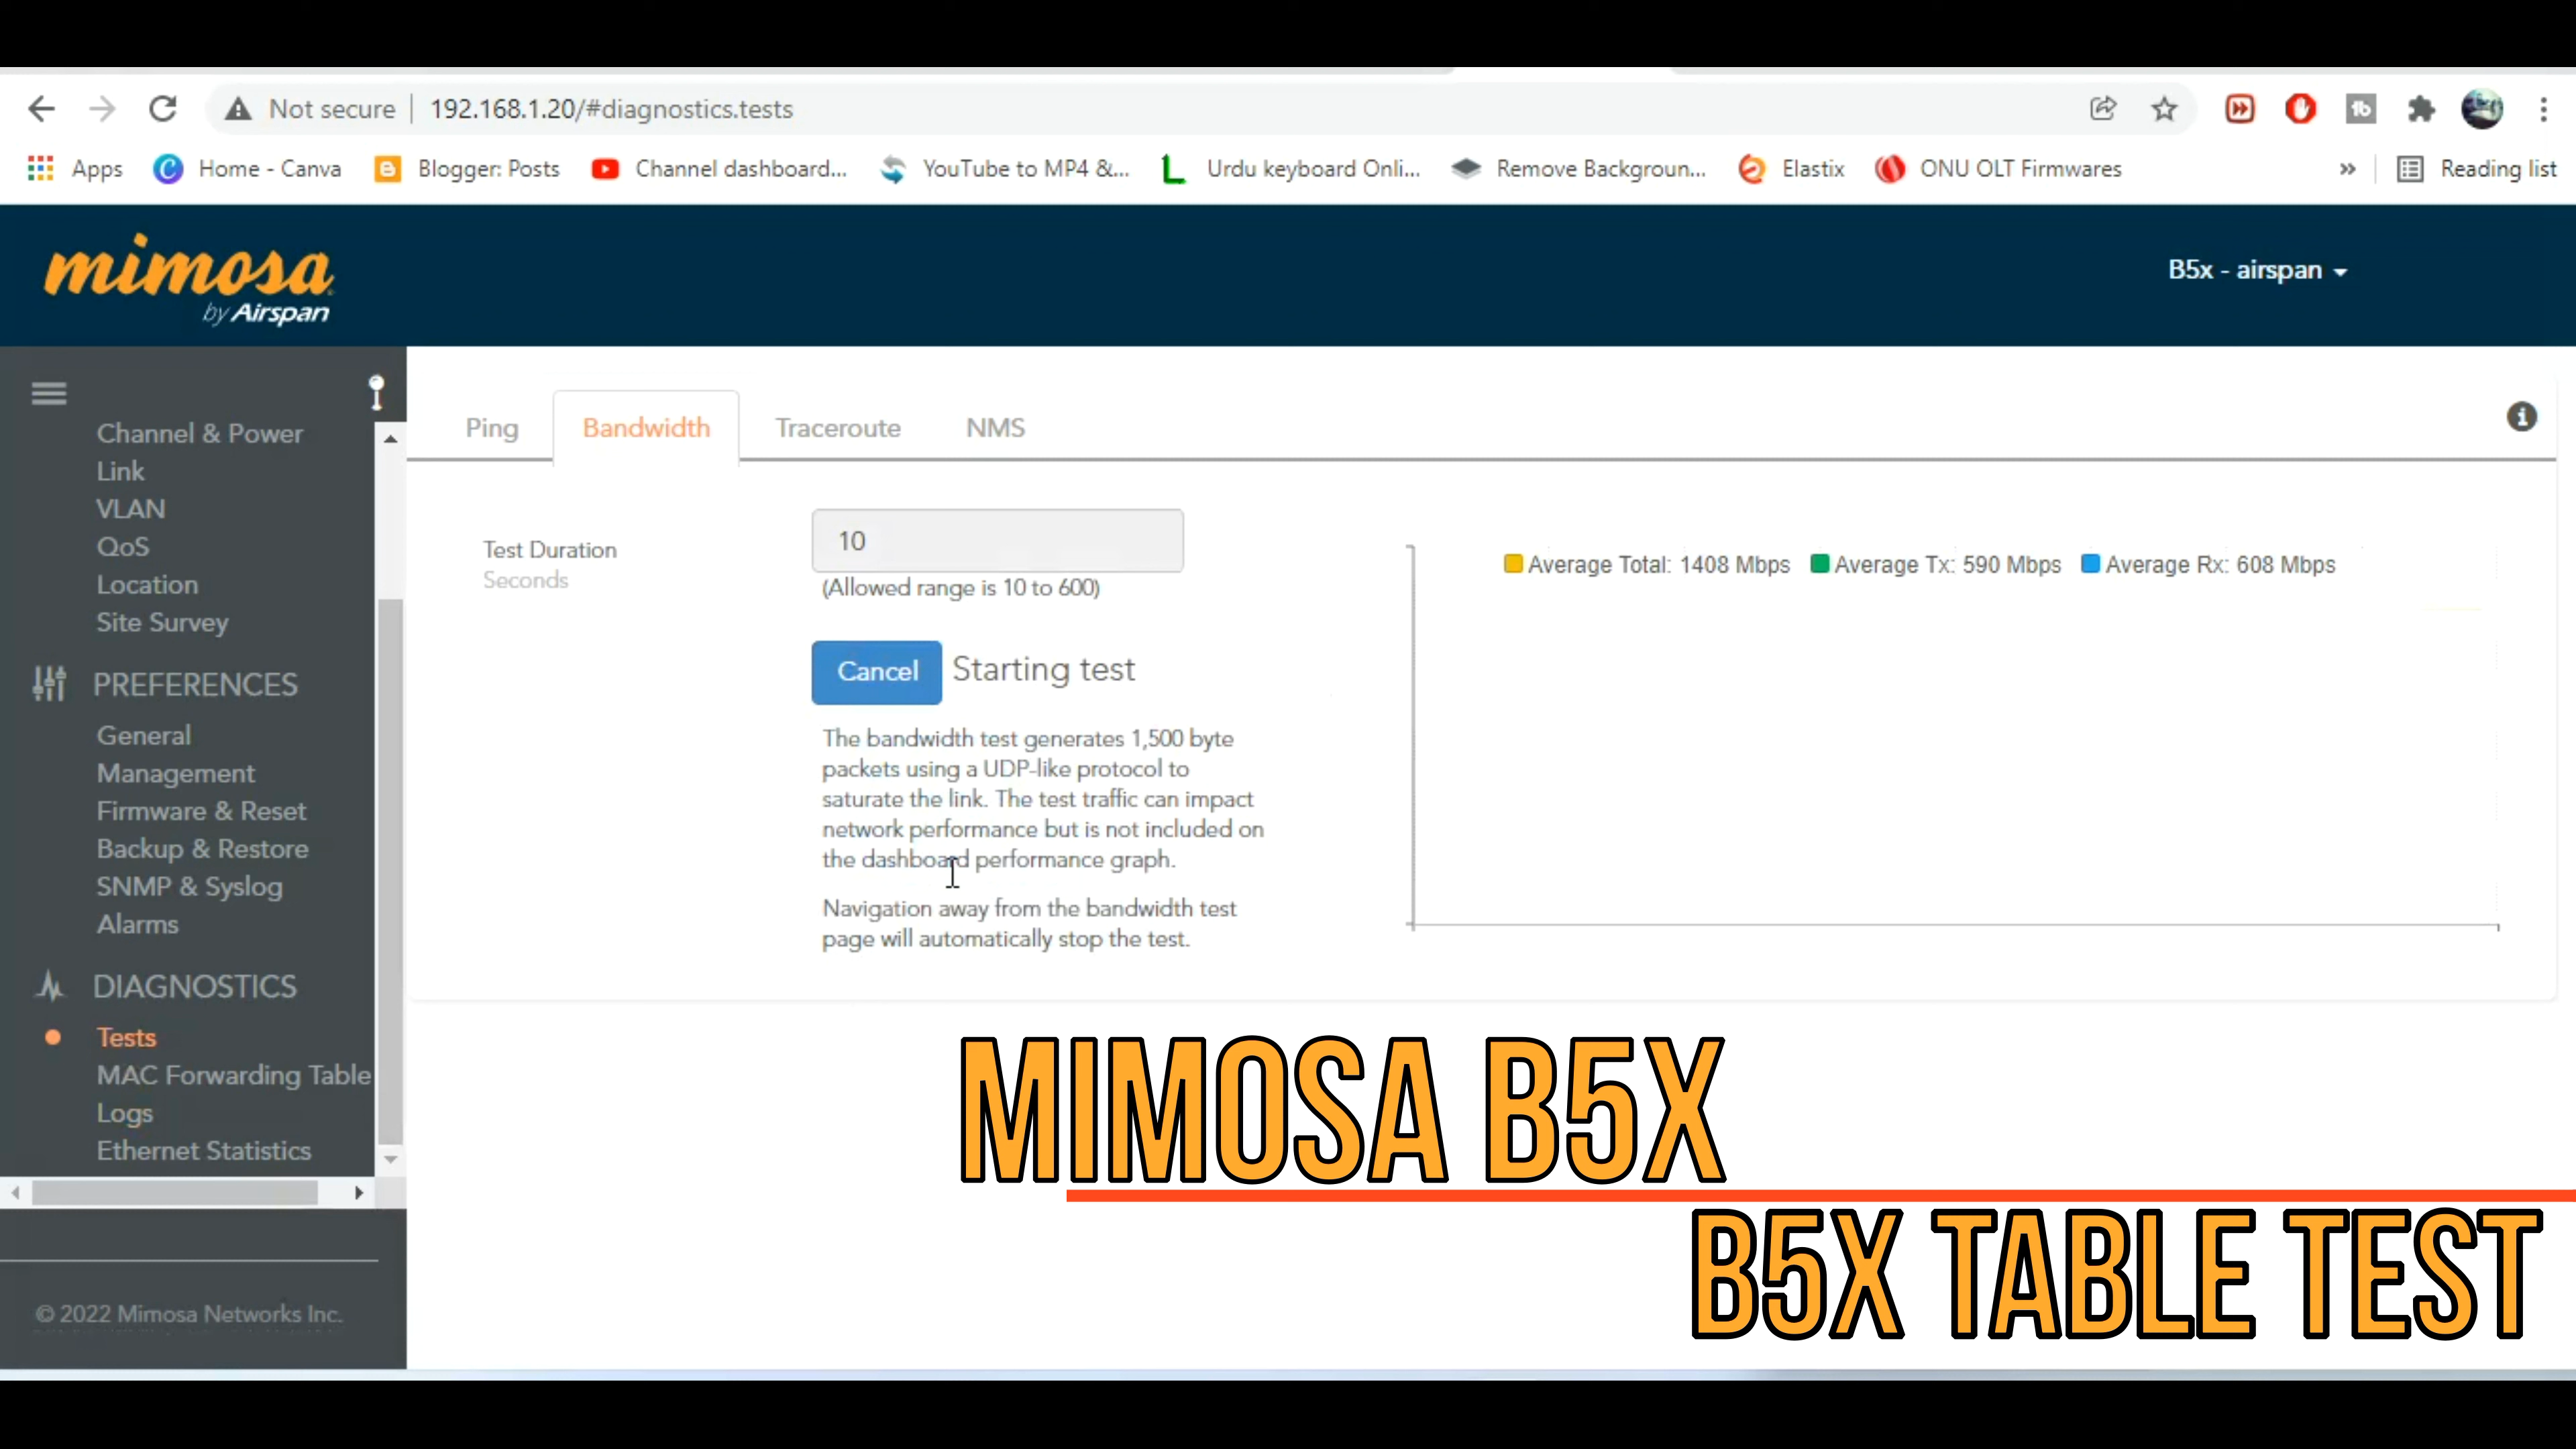 Not secure
192.168.1.20/#diagnostics.tests
Apps
Home - Canva
Blogger: Posts
Channel dashboard...
YouTube to MP4 &...
Urdu keyboard Onli...
Remove Backgroun...
Elastix
ONU OLT Firmwares
»
Reading list
mimosa
by Airspan
B5x - airspan
Channel & Power
Link
VLAN
QoS
Location
Site Survey
PREFERENCES
General
Management
Firmware & Reset
Backup & Restore
SNMP & Syslog
Alarms
DIAGNOSTICS
Tests
MAC Forwarding Table
Logs
Ethernet Statistics
© 2022 Mimosa Networks Inc.
Ping
Bandwidth
Traceroute
NMS
Test Duration
Seconds
10
(Allowed range is 10 to 600)
Cancel
Starting test
The bandwidth test generates 1,500 byte
packets using a UDP-like protocol to
saturate the link. The test traffic can impact
network performance but is not included on
the dashboard performance graph.
Navigation away from the bandwidth test
page will automatically stop the test.
Average Total: 1408 Mbps
Average Tx: 590 Mbps
Average Rx: 608 Mbps
MIMOSA B5X
B5X TABLE TEST